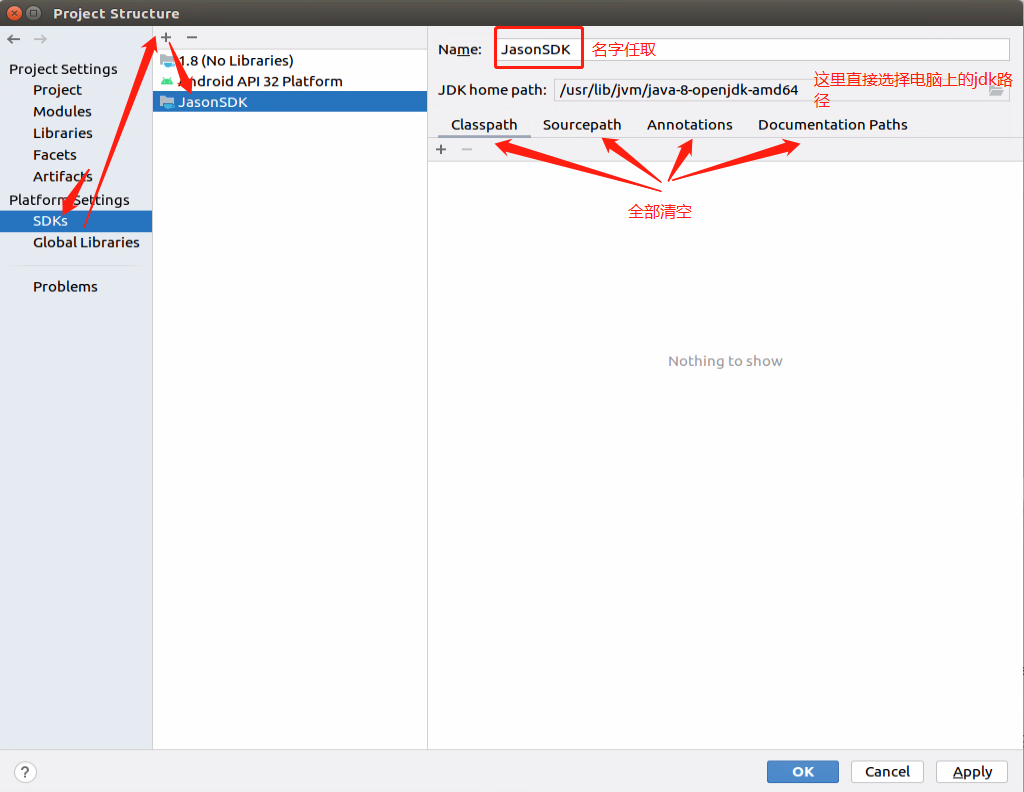 Project Structure
Project Settings
Project
Modules
Libraries
Facets
Artifacts
Platform Settings
SDKs
Global Libraries
Problems
1.8 (No Libraries)
Android API 32 Platform
JasonSDK
Name: JasonSDK 名字任取
JDK home path: /usr/lib/jvm/java-8-openjdk-amd64 这里直接选择电脑上的jdk路
径
Classpath Sourcepath Annotations Documentation Paths
全部清空
Nothing to show
? OK Cancel Apply